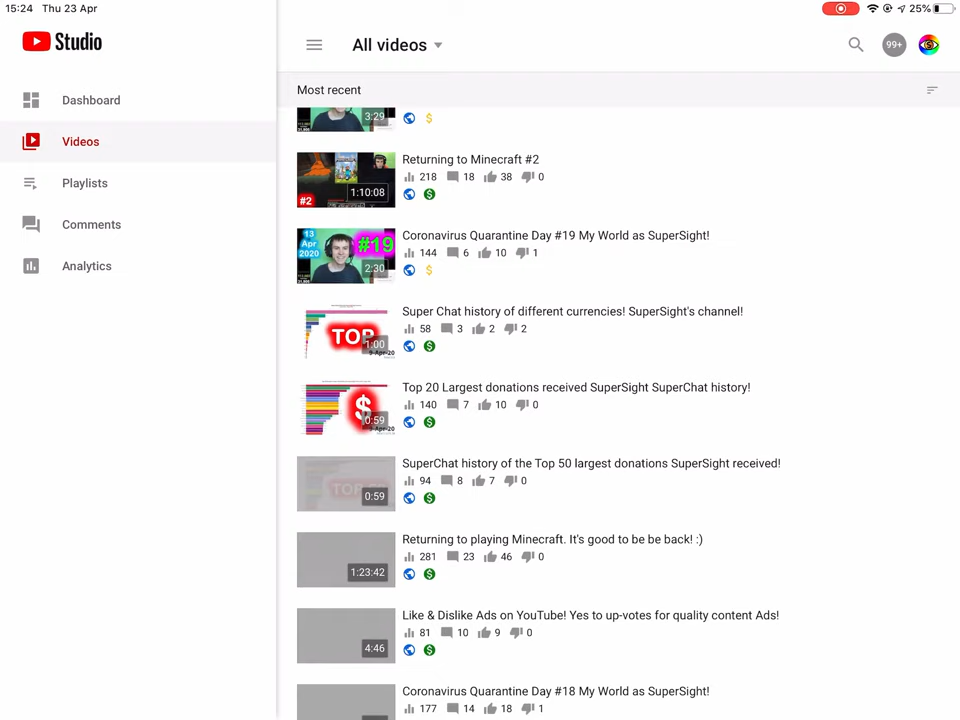 15:24 Thu 23 Apr
25%
Studio
All videos
99+
Dashboard
Videos
Playlists
Comments
Analytics
Most recent
3:29
Returning to Minecraft #2
218 18 38 0
#2
1:10:08
Coronavirus Quarantine Day #19 My World as SuperSight!
144 6 10 1
13 Apr 2020
#19
2:30
Super Chat history of different currencies! SuperSight's channel!
58 3 2 2
TOP
1:00
9-Apr-20
Top 20 Largest donations received SuperSight SuperChat history!
140 7 10 0
$
0:59
9-Apr-20
SuperChat history of the Top 50 largest donations SuperSight received!
94 8 7 0
0:59
Returning to playing Minecraft. It's good to be be back! :)
281 23 46 0
1:23:42
Like & Dislike Ads on YouTube! Yes to up-votes for quality content Ads!
81 10 9 0
4:46
Coronavirus Quarantine Day #18 My World as SuperSight!
177 14 18 1